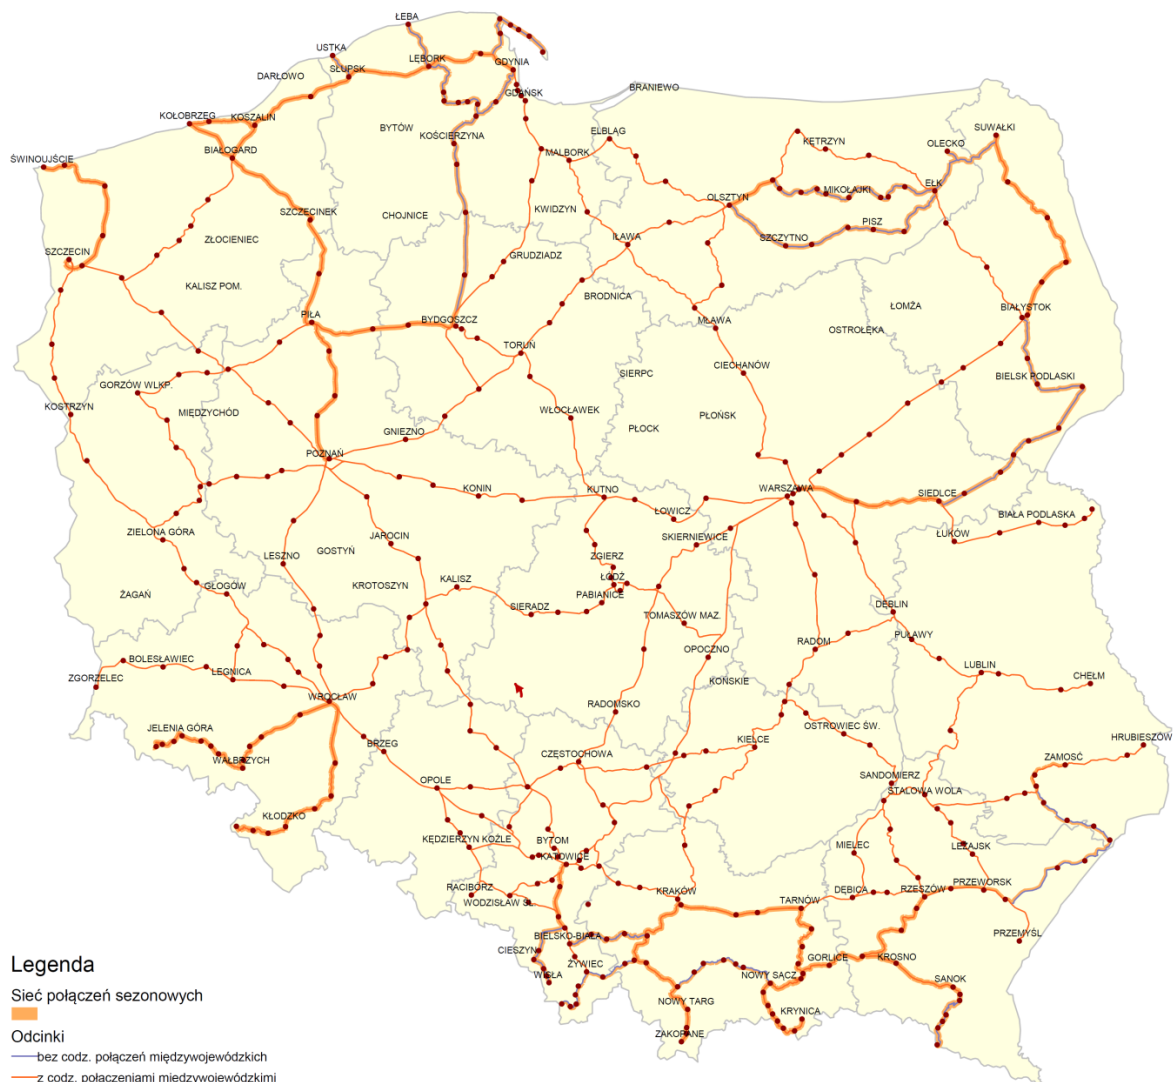 ŁEBA
USTKA
LĘBORK
GDYNIA
SŁUPSK
DARŁOWO
GDAŃSK
BRANIEWO
KOŁOBRZEG
KOSZALIN
BYTÓW
KOŚCIERZYNA
ELBLĄG
KĘTRZYN
SUWAŁKI
OLECKO
BIAŁOGARD
MALBORK
ŚWINOUJŚCIE
EŁK
MIKOŁAJKI
OLSZTYN
SZCZECINEK
CHOJNICE
KWIDZYN
PISZ
SZCZYTNO
ZŁOCIENIEC
IŁAWA
SZCZECIN
GRUDZIADZ
KALISZ POM.
BRODNICA
ŁOMŻA
BIAŁYSTOK
PIŁA
BYDGOSZCZ
MŁAWA
OSTROŁĘKA
TORUŃ
CIECHANÓW
SIERPC
BIELSK PODLASKI
GORZÓW WLKP.
KOSTRZYN
MIĘDZYCHÓD
WŁOCŁAWEK
PŁOŃSK
PŁOCK
GNIEZNO
POZNAŃ
KONIN
KUTNO
WARSZAWA
SIEDLCE
ŁOWICZ
BIAŁA PODLASKA
ZIELONA GÓRA
JAROCIN
SKIERNIEWICE
ŁUKÓW
GOSTYŃ
LESZNO
ZGIERZ
ŁÓDŹ
GŁOGÓW
KROTOSZYN
KALISZ
PABIANICE
ŻAGAŃ
SIERADZ
DĘBLIN
TOMASZÓW MAZ.
PUŁAWY
RADOM
OPOCZNO
BOLESŁAWIEC
LEGNICA
LUBLIN
ZGORZELEC
CHEŁM
KOŃSKIE
WROCŁAW
RADOMSKO
JELENIA GÓRA
OSTROWIEC ŚW.
KIELCE
HRUBIESZÓW
BRZEG
WAŁBRZYCH
CZĘSTOCHOWA
ZAMOŚĆ
OPOLE
SANDOMIERZ
STALOWA WOLA
KŁODZKO
KĘDZIERZYN KOŹLE
BYTOM
MIELEC
LEŻAJSK
KATOWICE
RACIBÓRZ
KRAKÓW
DĘBICA
RZESZÓW
PRZEWORSK
WODZISŁAW ŚL.
TARNÓW
PRZEMYŚL
BIELSKO-BIAŁA
CIESZYN
GORLICE
KROSNO
ŻYWIEC
WISŁA
NOWY SĄCZ
SANOK
NOWY TARG
KRYNICA
ZAKOPANE
Legenda
Sieć połączeń sezonowych
Odcinki
bez codz. połączeń międzywojewódzkich
z codz. połączeniami międzywojewódzkimi